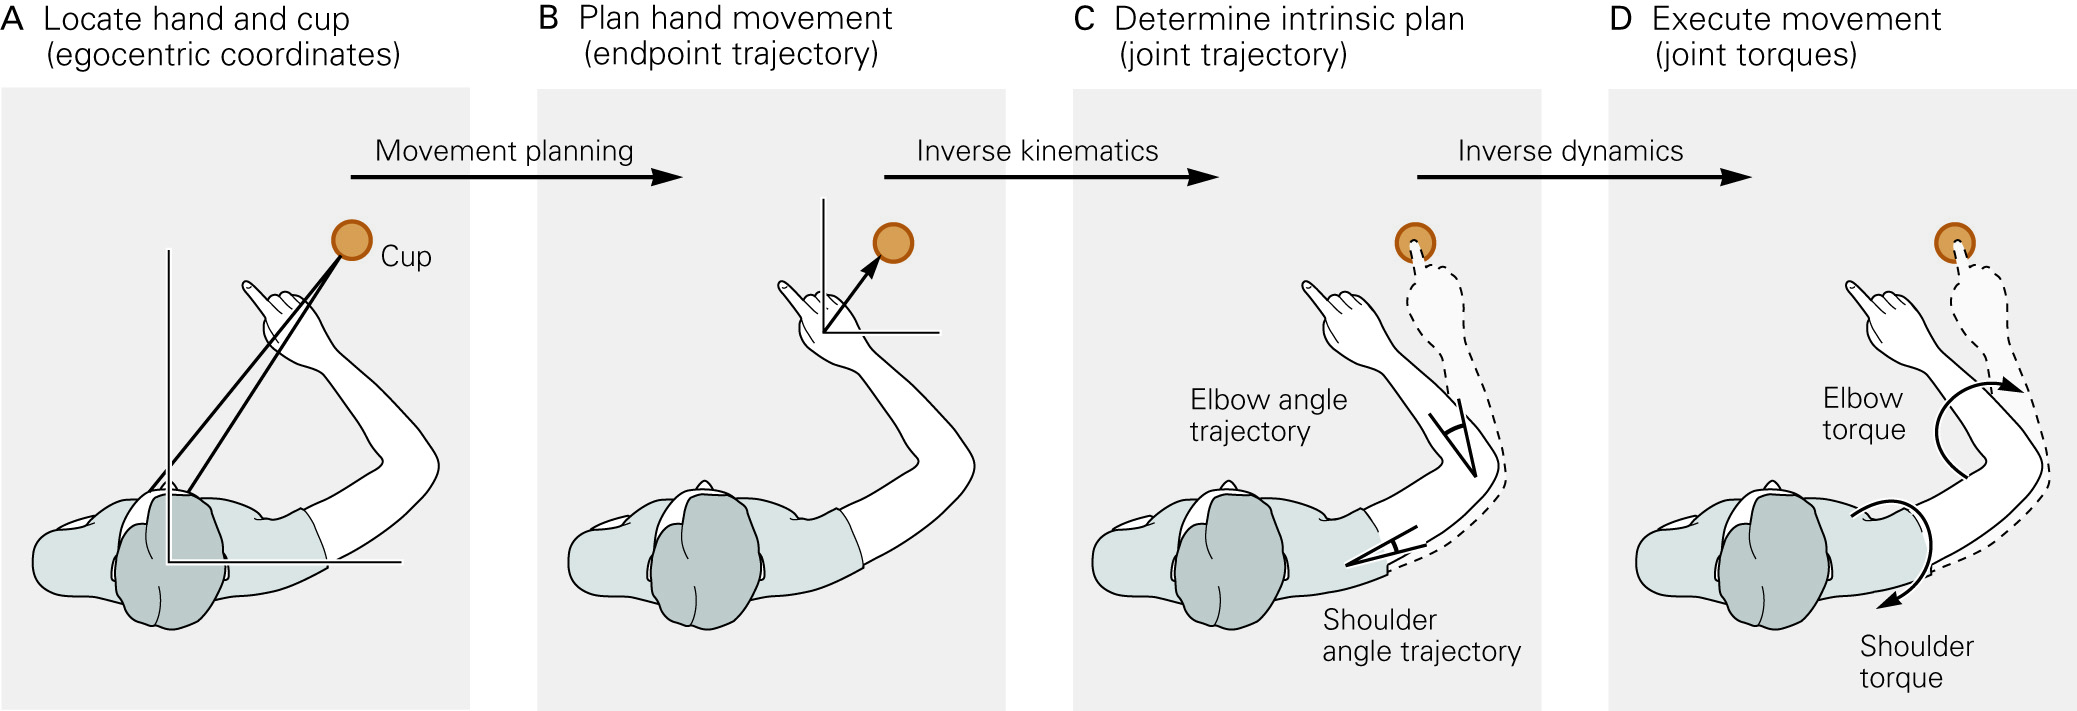 A Locate hand and cup
(egocentric coordinates)
B Plan hand movement
(endpoint trajectory)
C Determine intrinsic plan
(joint trajectory)
D Execute movement
(joint torques)
Movement planning
Inverse kinematics
Inverse dynamics
Cup
Elbow angle
trajectory
Shoulder
angle trajectory
Elbow
torque
Shoulder
torque